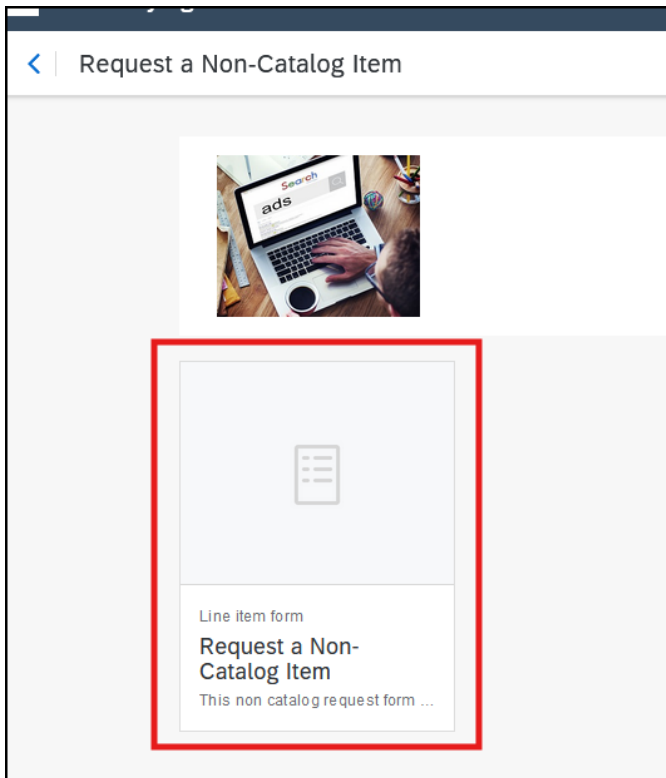 Request a Non-Catalog Item
Search
ads
Line item form
Request a Non-
Catalog Item
This non catalog request form ...